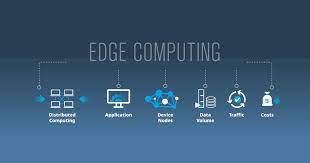 EDGE COMPUTING
Distributed
Computing
Application
Device
Nodes
Data
Volume
Traffic
Costs